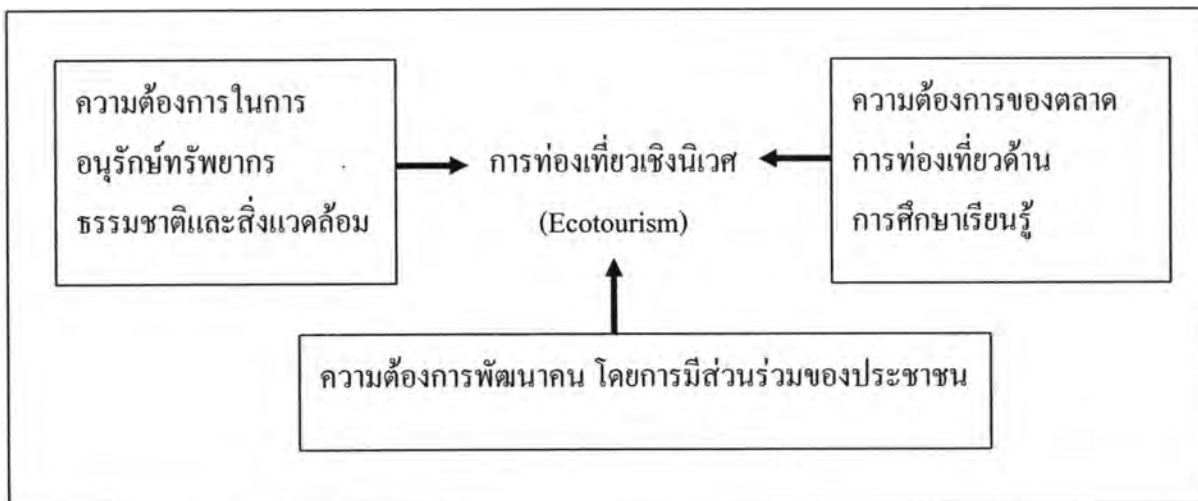 ความต้องการในการ
อนุรักษ์ทรัพยากร
ธรรมชาติและสิ่งแวดล้อม
การท่องเที่ยวเชิงนิเวศ
(Ecotourism)
ความต้องการของตลาด
การท่องเที่ยวด้าน
การศึกษาเรียนรู้
ความต้องการพัฒนาคน โดยการมีส่วนร่วมของประชาชน